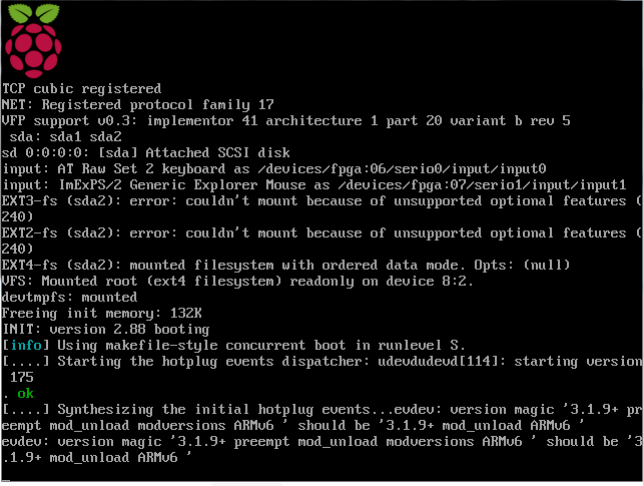 TCP cubic registered
NET: Registered protocol family 17
VFP support v0.3: implementor 41 architecture 1 part 20 variant b rev 5
 sda: sda1 sda2
sd 0:0:0:0: [sda] Attached SCSI disk
input: AT Raw Set 2 keyboard as /devices/fpga:06/serio0/input/input0
input: ImExPS/2 Generic Explorer Mouse as /devices/fpga:07/serio1/input/input1
EXT3-fs (sda2): error: couldn't mount because of unsupported optional features (
240)
EXT2-fs (sda2): error: couldn't mount because of unsupported optional features (
240)
EXT4-fs (sda2): mounted filesystem with ordered data mode. Opts: (null)
VFS: Mounted root (ext4 filesystem) readonly on device 8:2.
devtmpfs: mounted
Freeing init memory: 132K
INIT: version 2.88 booting
[info] Using makefile-style concurrent boot in runlevel S.
[....] Starting the hotplug events dispatcher: udevdudevd[114]: starting version
 175
. ok
[....] Synthesizing the initial hotplug events...evdev: version magic '3.1.9+ pr
eempt mod_unload modversions ARMv6 ' should be '3.1.9+ mod_unload ARMv6 '
evdev: version magic '3.1.9+ preempt mod_unload modversions ARMv6 ' should be '3
.1.9+ mod_unload ARMv6 '